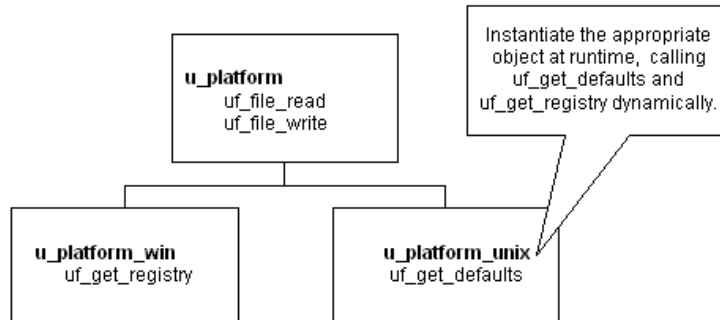 Instantiate the appropriate
object at runtime, calling
uf_get_defaults and
uf_get_registry dynamically.
u_platform
uf_file_read
uf_file_write
u_platform_win
uf_get_registry
u_platform_unix
uf_get_defaults